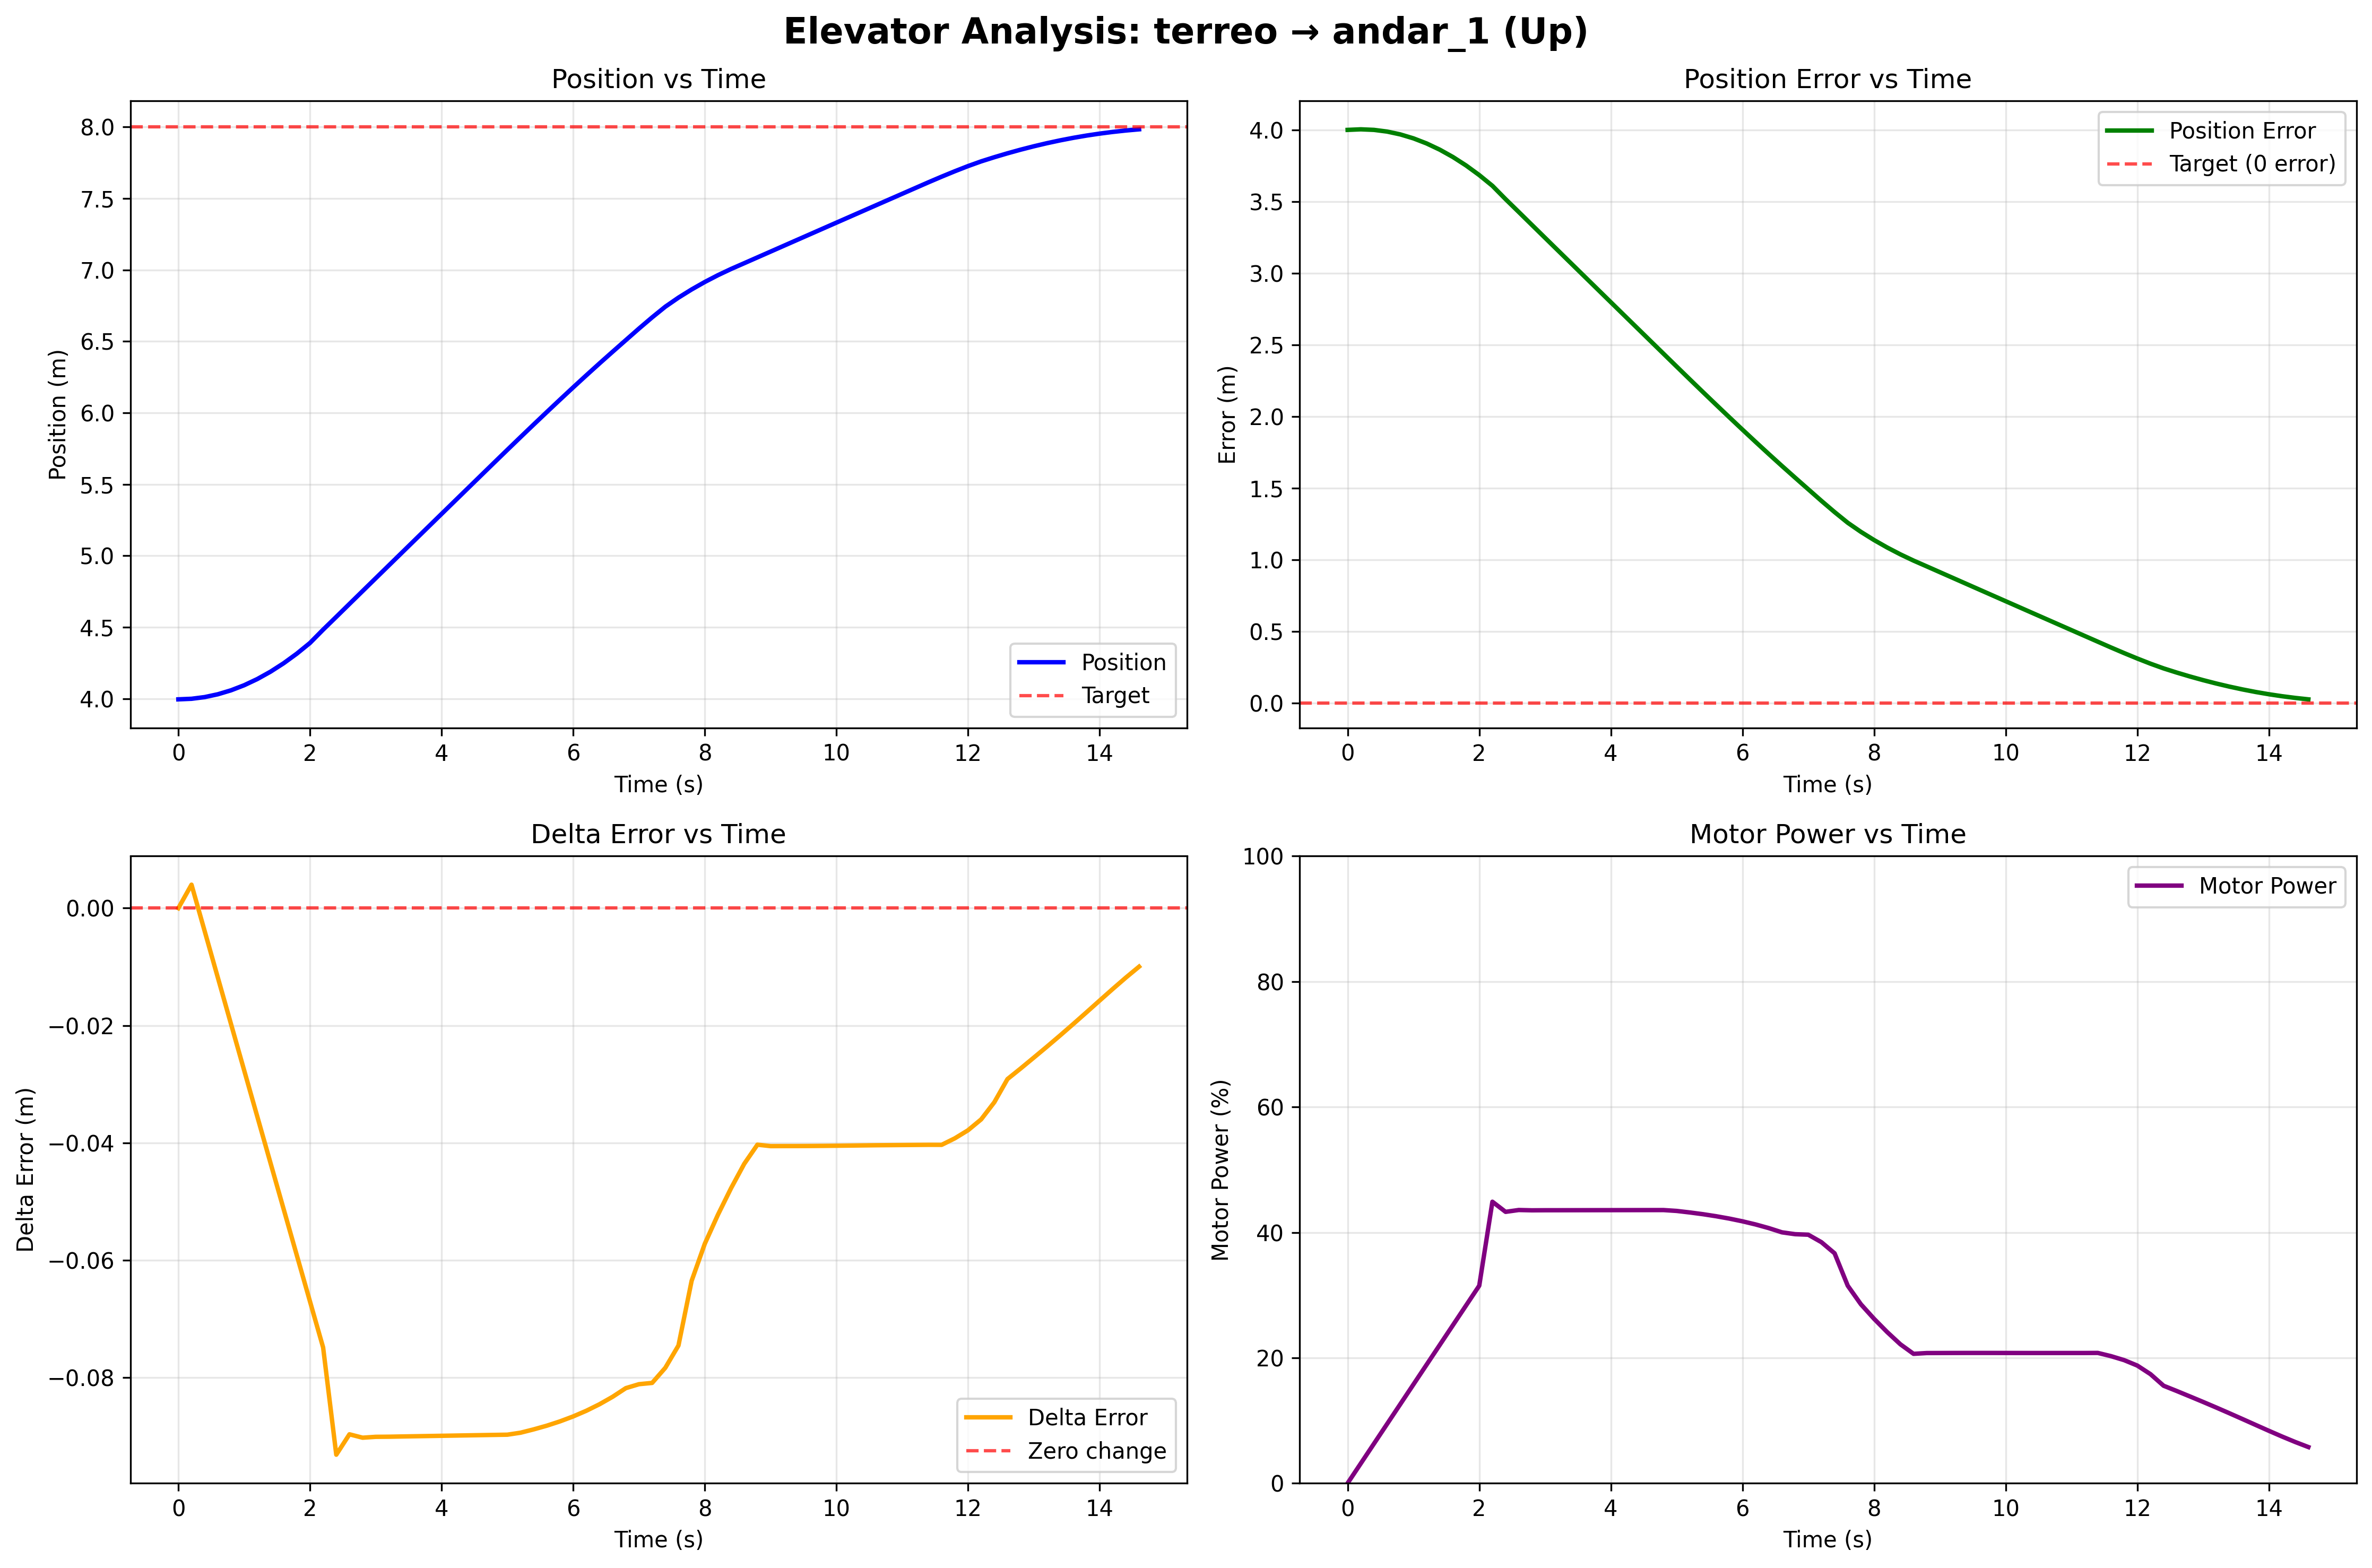 Elevator Analysis: terreo → andar_1 (Up)
Position vs Time
Position (m)
8.0
7.5
7.0
6.5
6.0
5.5
5.0
4.5
4.0
Position
Target
0 2 4 6 8 10 12 14
Time (s)
Position Error vs Time
Error (m)
4.0
3.5
3.0
2.5
2.0
1.5
1.0
0.5
0.0
Position Error
Target (0 error)
0 2 4 6 8 10 12 14
Time (s)
Delta Error vs Time
Delta Error (m)
0.00
−0.02
−0.04
−0.06
−0.08
Delta Error
Zero change
0 2 4 6 8 10 12 14
Time (s)
Motor Power vs Time
Motor Power (%)
100
80
60
40
20
0
Motor Power
0 2 4 6 8 10 12 14
Time (s)